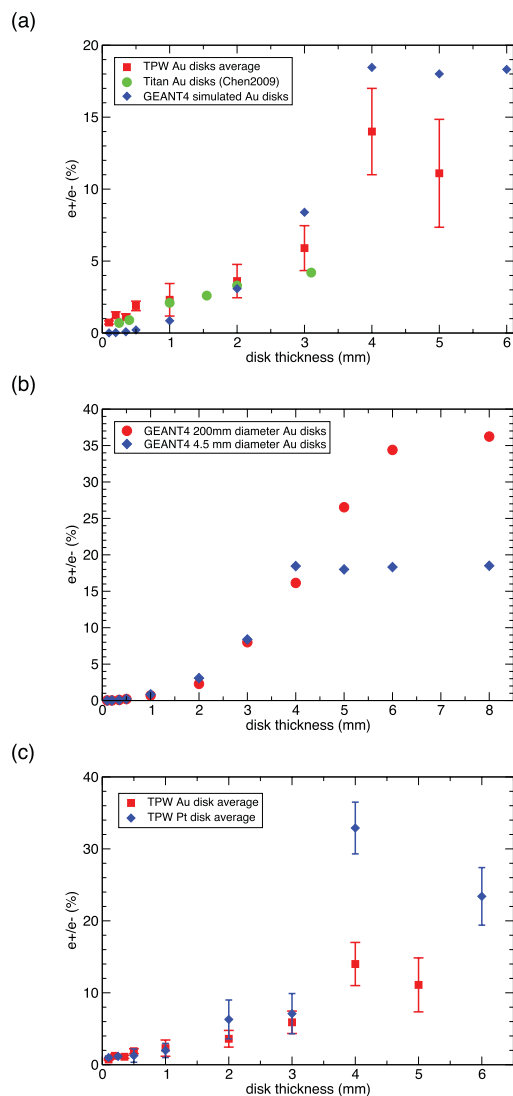 (a)
20
TPW Au disks average
Titan Au disks (Chen2009)
GEANT4 simulated Au disks
15
e+/e- (%)
10
5
0
0 1 2 3 4 5 6
disk thickness (mm)
(b)
40
GEANT4 200mm diameter Au disks
35
GEANT4 4.5 mm diameter Au disks
30
25
e+/e- (%)
20
15
10
5
0
0 1 2 3 4 5 6 7 8
disk thickness (mm)
(c)
40
TPW Au disk average
TPW Pt disk average
30
e+/e- (%)
20
10
0
0 1 2 3 4 5 6
disk thickness (mm)